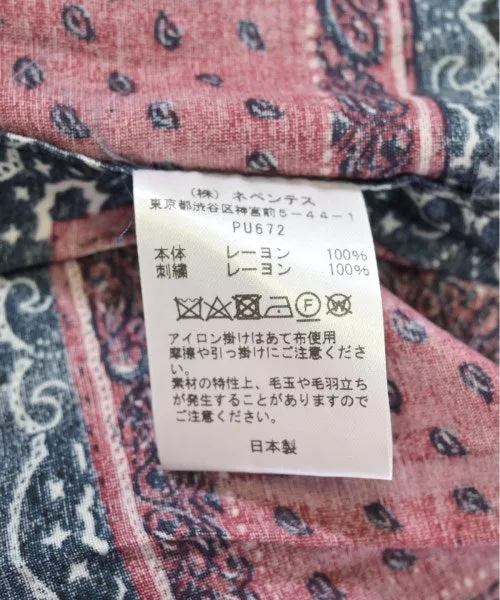 (株) ネペンテス
東京都渋谷区神宮前5-44-1
PU672
本体 レーヨン 100%
刺繍 レーヨン 100%
F W
アイロン掛けはあて布使用
摩擦や引っ掛けにご注意くださ
い。
素材の特性上、毛玉や毛羽立ち
が発生することがありますので
ご注意ください。
日本製